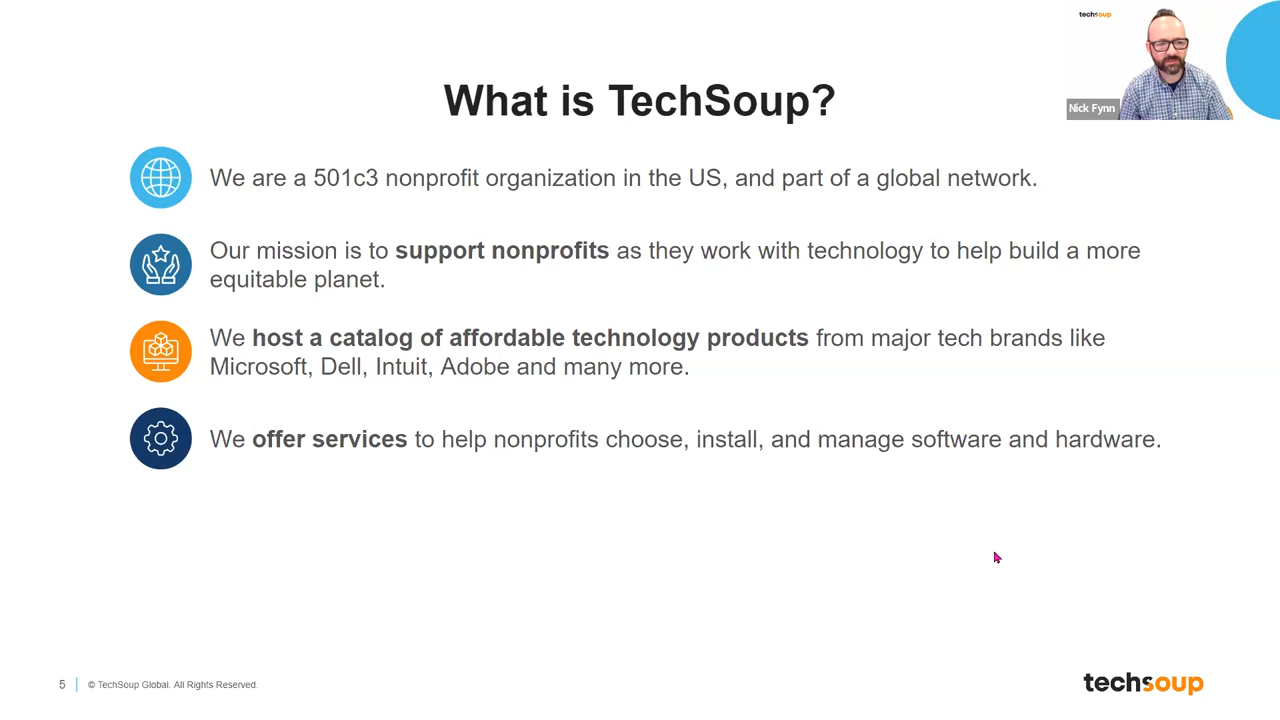 techsoup
Nick Fynn
What is TechSoup?
We are a 501c3 nonprofit organization in the US, and part of a global network.
Our mission is to support nonprofits as they work with technology to help build a more
equitable planet.
We host a catalog of affordable technology products from major tech brands like
Microsoft, Dell, Intuit, Adobe and many more.
We offer services to help nonprofits choose, install, and manage software and hardware.
5
© TechSoup Global. All Rights Reserved.
techsoup